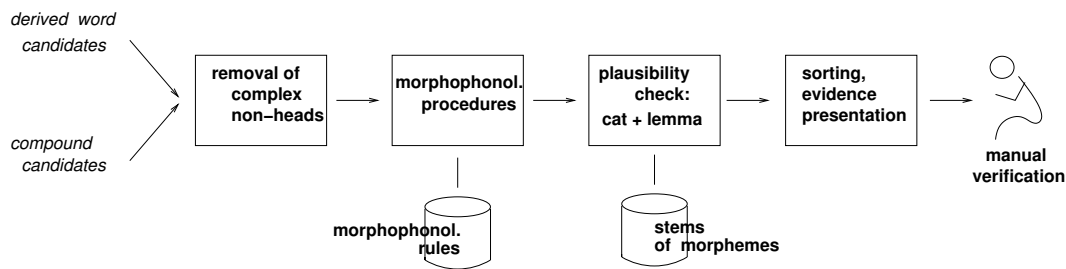 derived word
candidates
compound
candidates
removal of
complex
non−heads
morphophonol.
procedures
morphophonol.
rules
plausibility
check:
cat + lemma
stems
of morphemes
sorting,
evidence
presentation
manual
verification